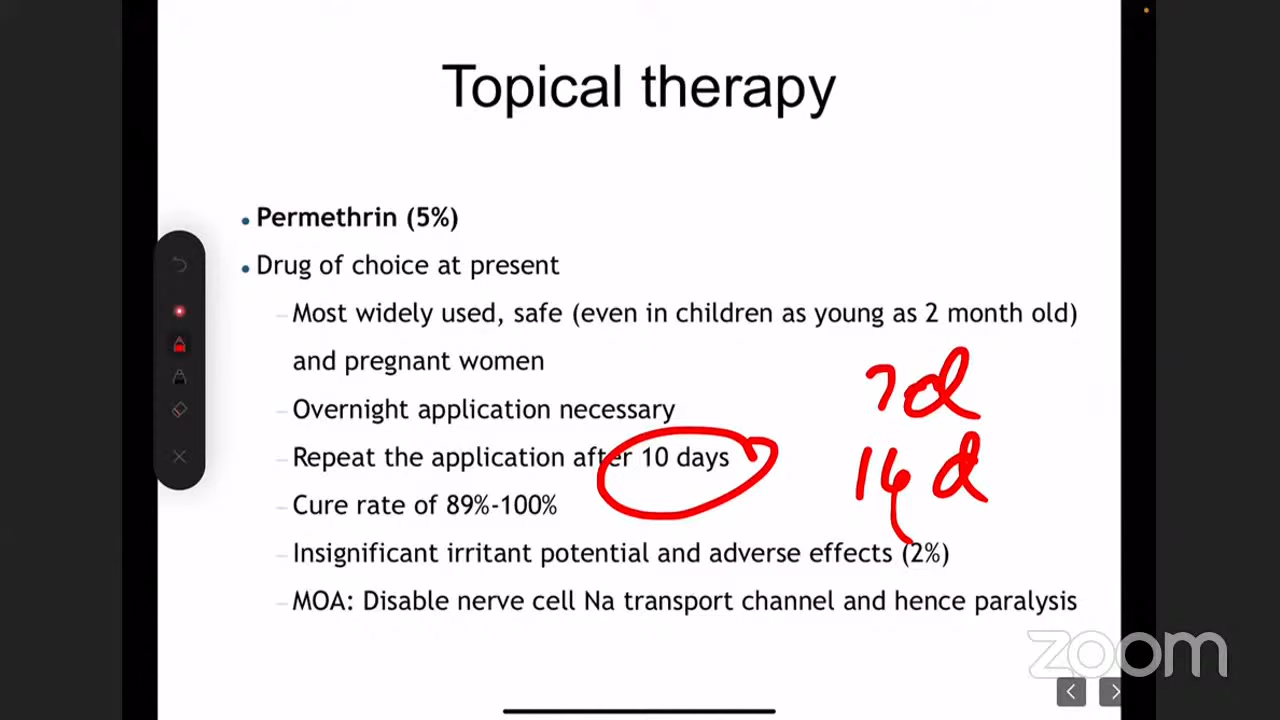 Topical therapy
• Permethrin (5%)
• Drug of choice at present
– Most widely used, safe (even in children as young as 2 month old)
and pregnant women
– Overnight application necessary
– Repeat the application after 10 days
– Cure rate of 89%-100%
– Insignificant irritant potential and adverse effects (2%)
– MOA: Disable nerve cell Na transport channel and hence paralysis
7d
14 d
zoom